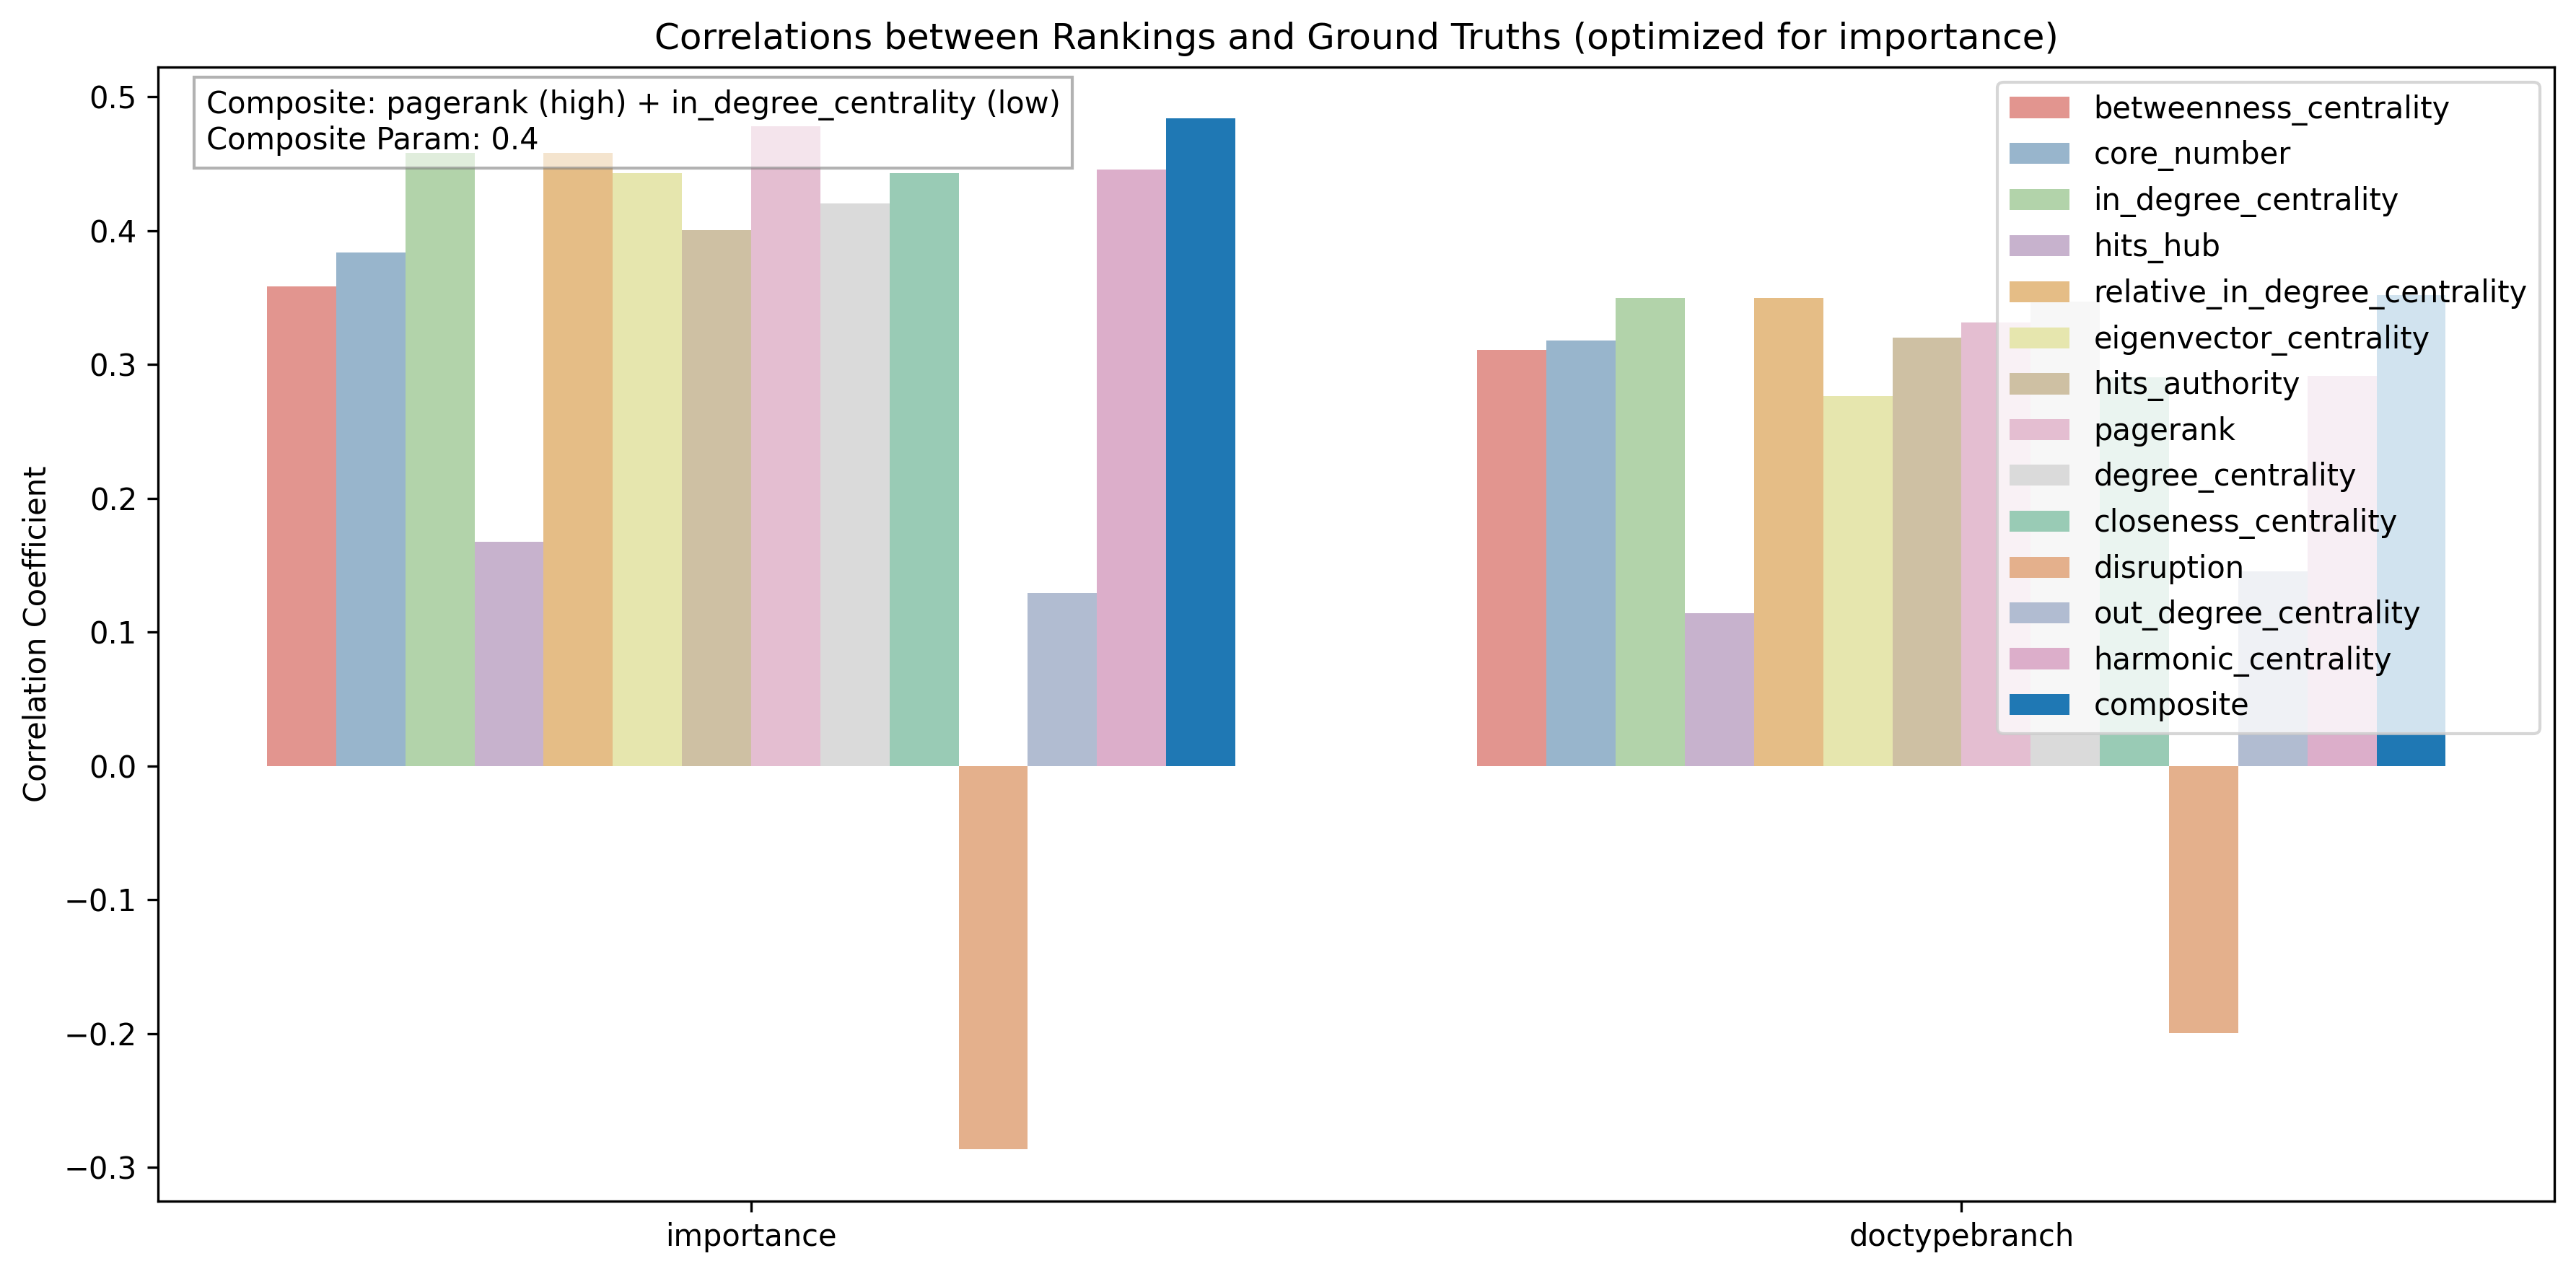 Correlations between Rankings and Ground Truths (optimized for importance)
Composite: pagerank (high) + in_degree_centrality (low)
Composite Param: 0.4
betweenness_centrality
core_number
in_degree_centrality
hits_hub
relative_in_degree_centrality
eigenvector_centrality
hits_authority
pagerank
degree_centrality
closeness_centrality
disruption
out_degree_centrality
harmonic_centrality
composite
Correlation Coefficient
0.5
0.4
0.3
0.2
0.1
0.0
−0.1
−0.2
−0.3
importance
doctypebranch